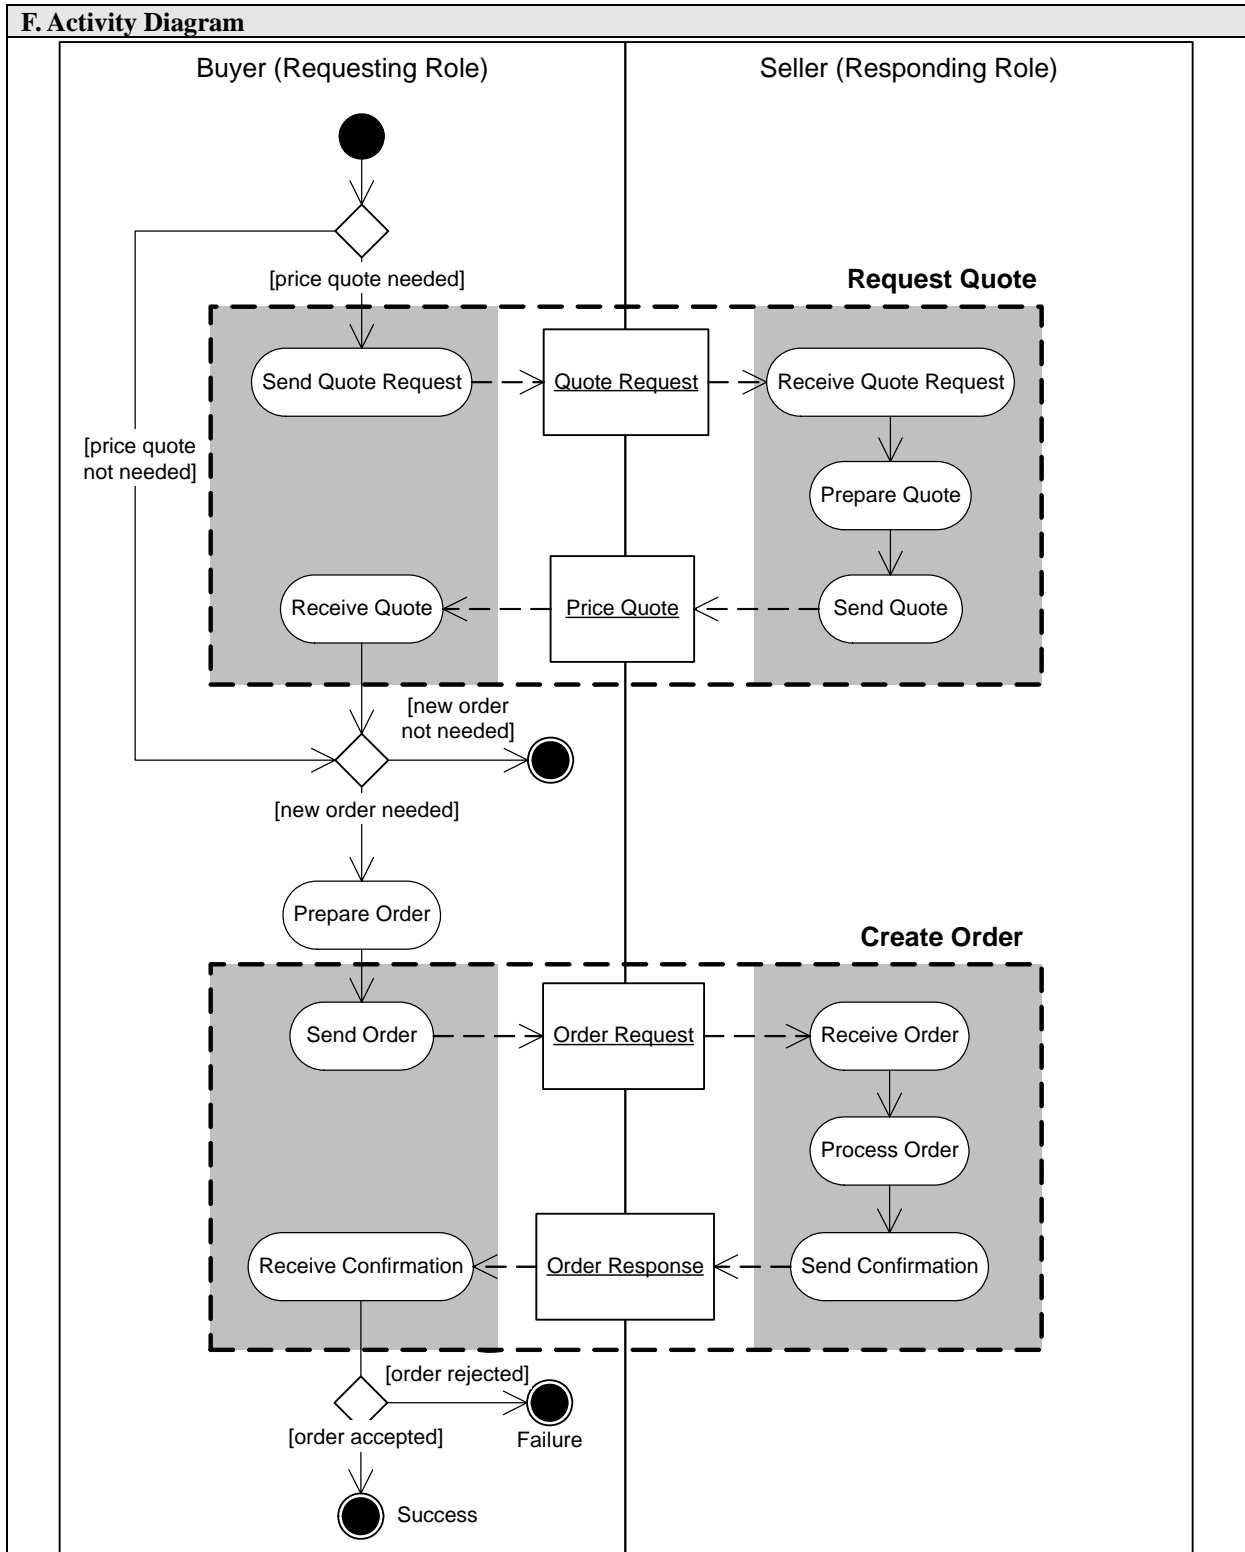 F. Activity Diagram
Buyer (Requesting Role)
Seller (Responding Role)
[price quote needed]
Request Quote
Send Quote Request
Quote Request
Receive Quote Request
[price quote
not needed]
Prepare Quote
Receive Quote
Price Quote
Send Quote
[new order
not needed]
[new order needed]
Prepare Order
Create Order
Send Order
Order Request
Receive Order
Process Order
Receive Confirmation
Order Response
Send Confirmation
[order rejected]
[order accepted]
Failure
Success